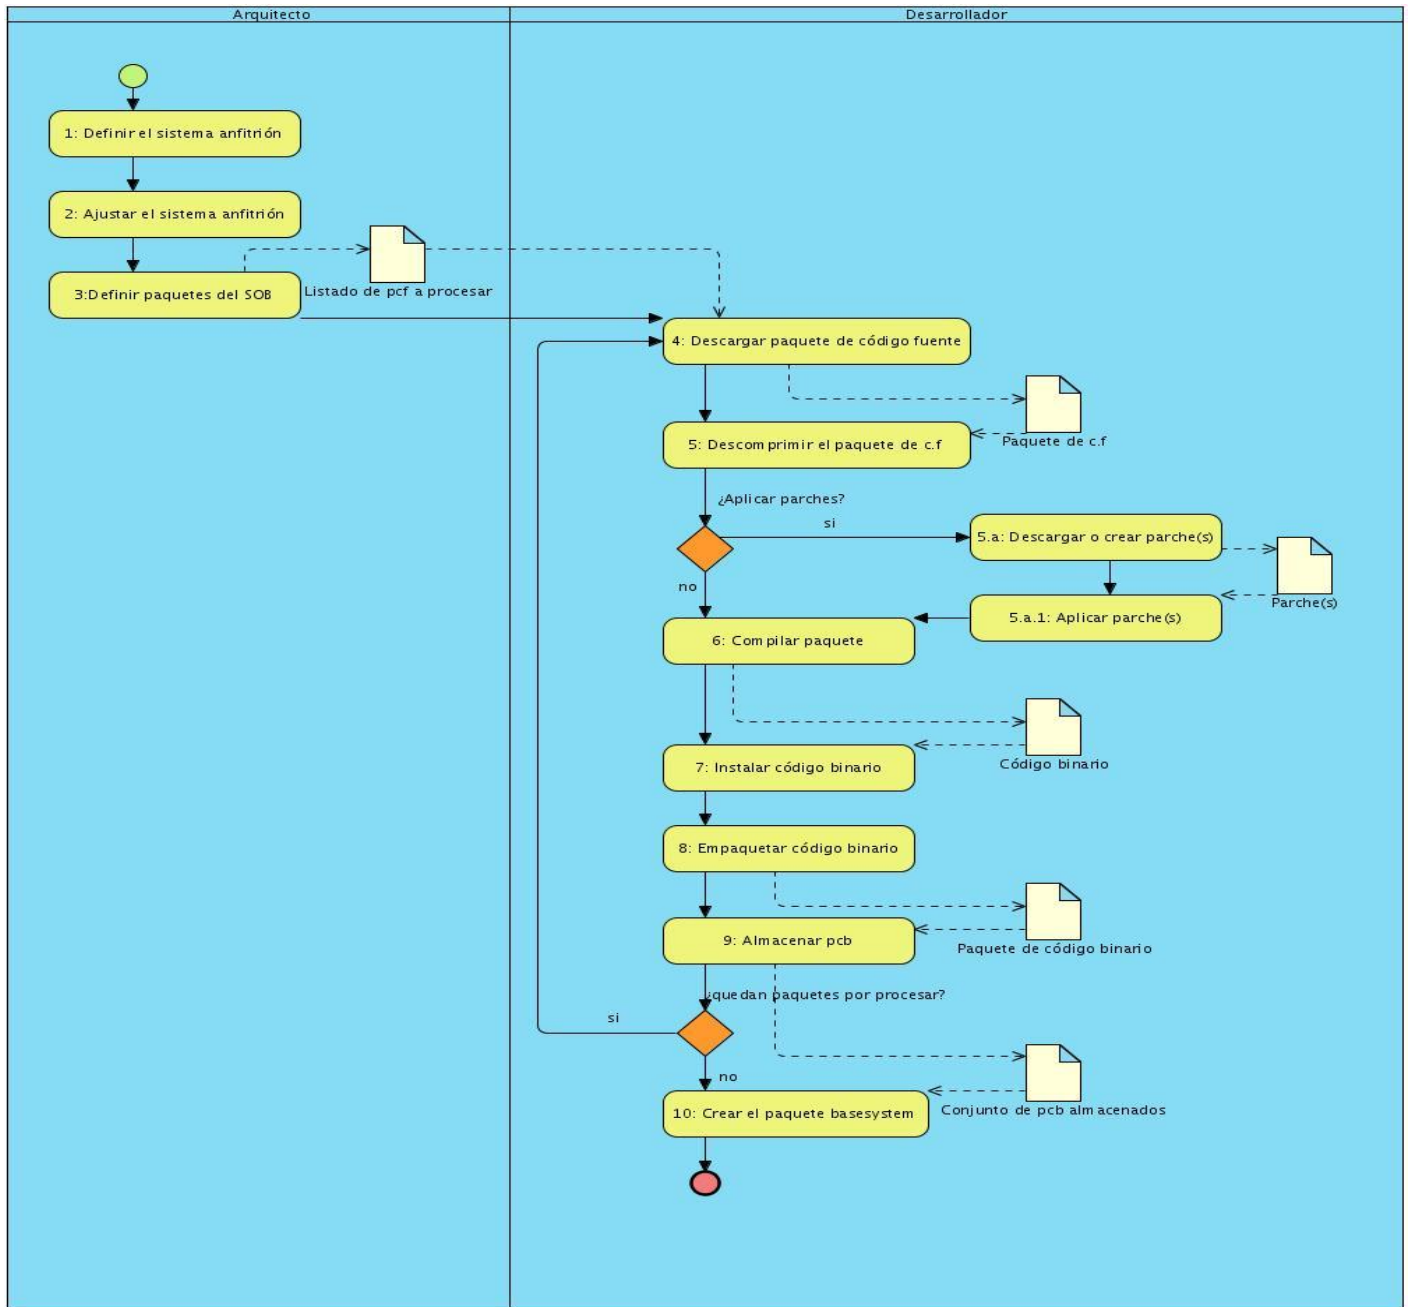 Arquitecto
Desarrollador
1: Definir el sistema anfitrión
2: Ajustar el sistema anfitrión
3:Definir paquetes del SOB
Listado de pcf a procesar
4: Descargar paquete de código fuente
5: Descomprimir el paquete de c.f
Paquete de c.f
¿Aplicar parches?
si
5.a: Descargar o crear parche(s)
no
Parche(s)
5.a.1: Aplicar parche(s)
6: Compilar paquete
7: Instalar código binario
Código binario
8: Empaquetar código binario
9: Almacenar pcb
Paquete de código binario
¿quedan paquetes por procesar?
si
no
10: Crear el paquete basesystem
Conjunto de pcb almacenados